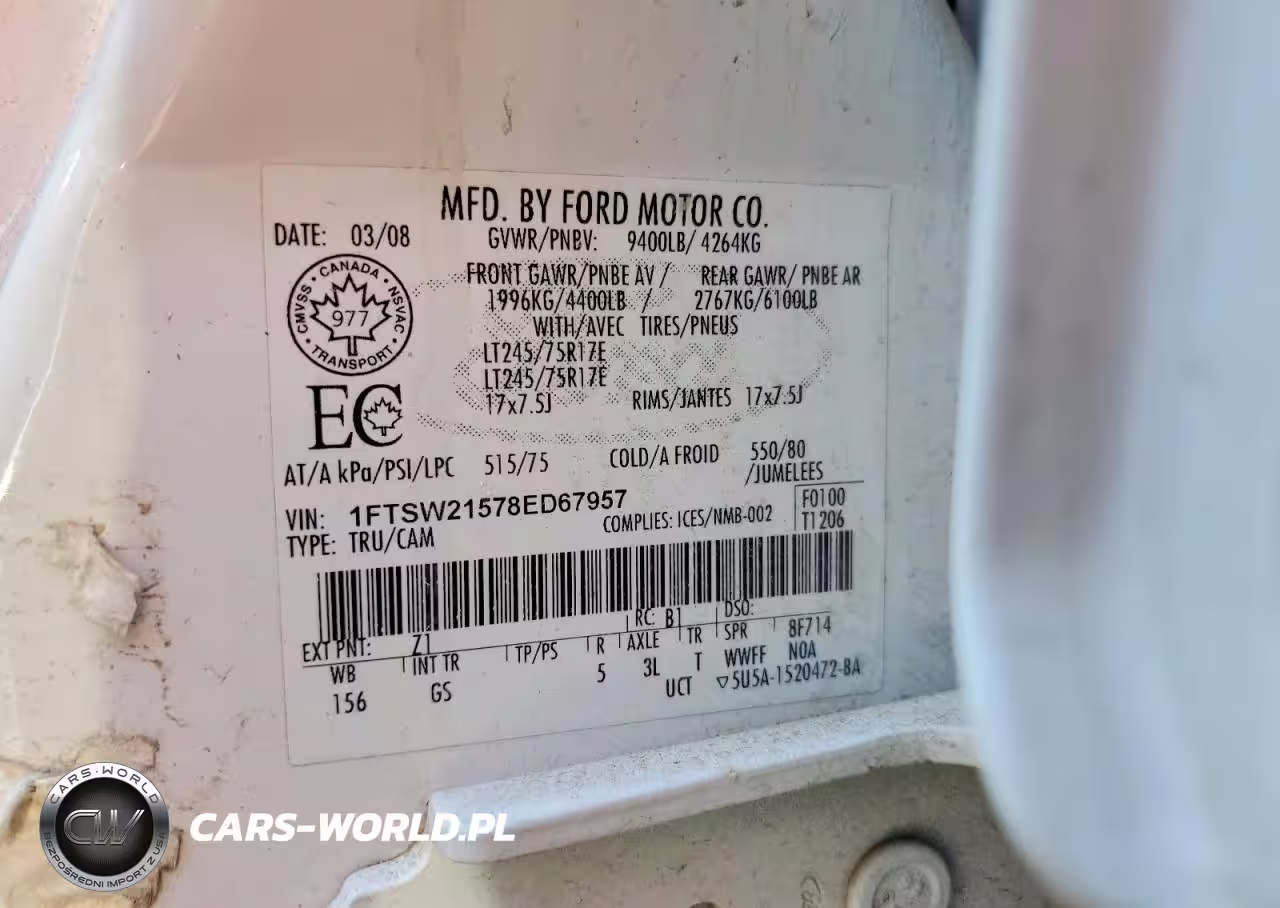 MFD. BY FORD MOTOR CO.
DATE: 03/08 GVWR/PNBV: 9400LB/ 4264KG
FRONT GAWR/PNBE AV / REAR GAWR/ PNBE AR
1996KG/4400LB / 2767KG/6100LB
WITH/AVEC TIRES/PNEUS
LT245/75R17E
LT245/75R17E
17x7.5J RIMS/JANTES 17x7.5J
CANADA
CMVSS 977 NSVAC
TRANSPORT
EC
AT/A kPa/PSI/LPC 515/75 COLD/A FROID 550/80
/JUMELEES
VIN: 1FTSW21578ED67957 F0100
TYPE: TRU/CAM COMPLIES: ICES/NMB-002 T1206
EXT PNT: Z1 RC: B1 DSO:
WB INT TR TP/PS R AXLE TR SPR 8F714
156 GS 5 3L T WWFF NOA
UCT ▽5U5A-1520472-BA
CARS-WORLD
CW
BEZPOŚREDNI IMPORT Z USA
CARS-WORLD.PL